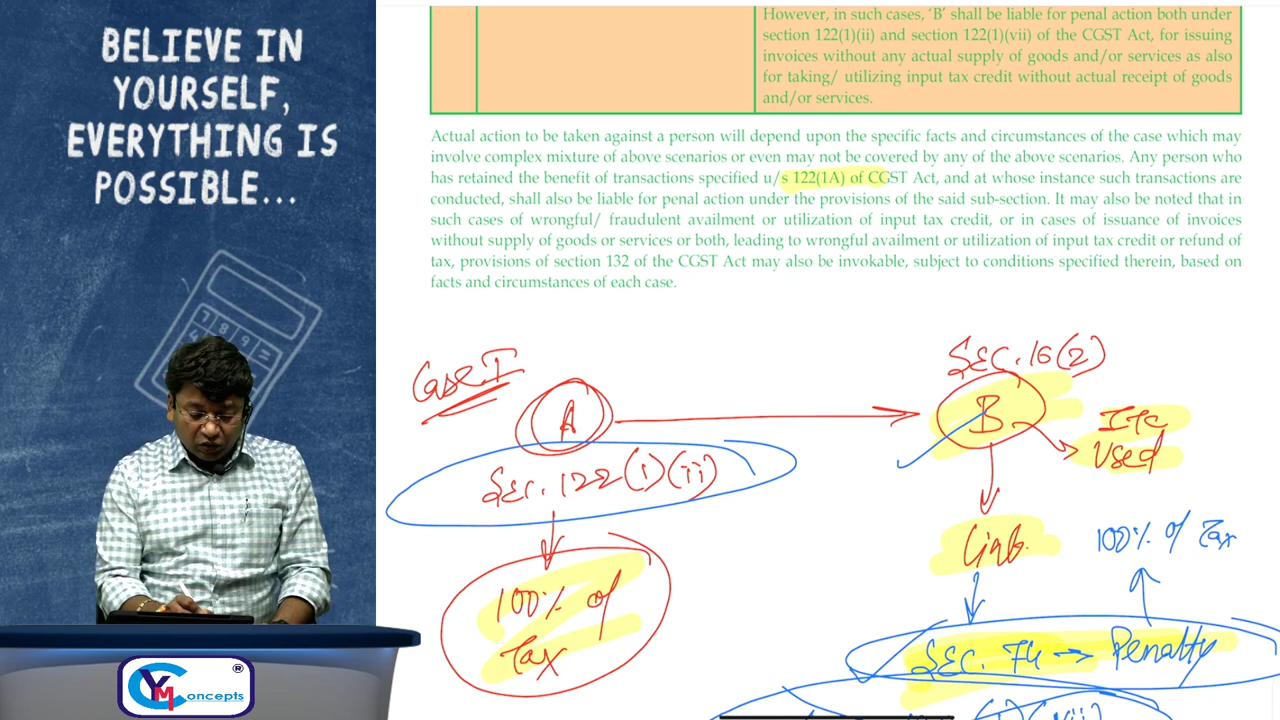 BELIEVE IN
YOURSELF,
EVERYTHING IS
POSSIBLE...
However, in such cases, 'B' shall be liable for penal action both under
section 122(1)(ii) and section 122(1)(vii) of the CGST Act, for issuing
invoices without any actual supply of goods and/or services as also
for taking/ utilizing input tax credit without actual receipt of goods
and/or services.
Actual action to be taken against a person will depend upon the specific facts and circumstances of the case which may
involve complex mixture of above scenarios or even may not be covered by any of the above scenarios. Any person who
has retained the benefit of transactions specified u/s 122(1A) of CGST Act, and at whose instance such transactions are
conducted, shall also be liable for penal action under the provisions of the said sub-section. It may also be noted that in
such cases of wrongful/ fraudulent availment or utilization of input tax credit, or in cases of issuance of invoices
without supply of goods or services or both, leading to wrongful availment or utilization of input tax credit or refund of
tax, provisions of section 132 of the CGST Act may also be invokable, subject to conditions specified therein, based on
facts and circumstances of each case.
Case I
A
SEC. 122(1)(ii)
100% of
Tax
SEC. 16(2)
B
ITC
Used
Liab.
100% of Tax
SEC. 74 → Penalty
YM Concepts ®